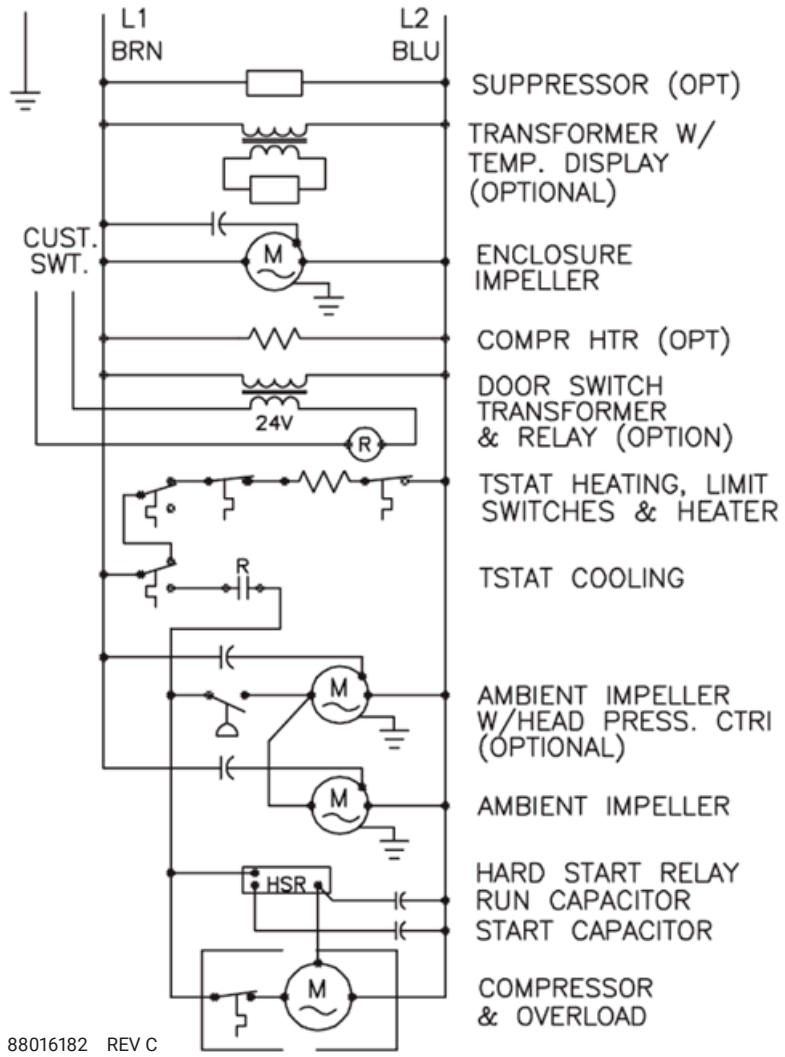 L1
BRN
L2
BLU
SUPPRESSOR (OPT)
TRANSFORMER W/
TEMP. DISPLAY
(OPTIONAL)
CUST.
SWT.
M
ENCLOSURE
IMPELLER
COMPR HTR (OPT)
24V
R
DOOR SWITCH
TRANSFORMER
& RELAY (OPTION)
TSTAT HEATING, LIMIT
SWITCHES & HEATER
R
TSTAT COOLING
M
AMBIENT IMPELLER
W/HEAD PRESS. CTRI
(OPTIONAL)
M
AMBIENT IMPELLER
HSR
HARD START RELAY
RUN CAPACITOR
START CAPACITOR
M
COMPRESSOR
& OVERLOAD
88016182 REV C